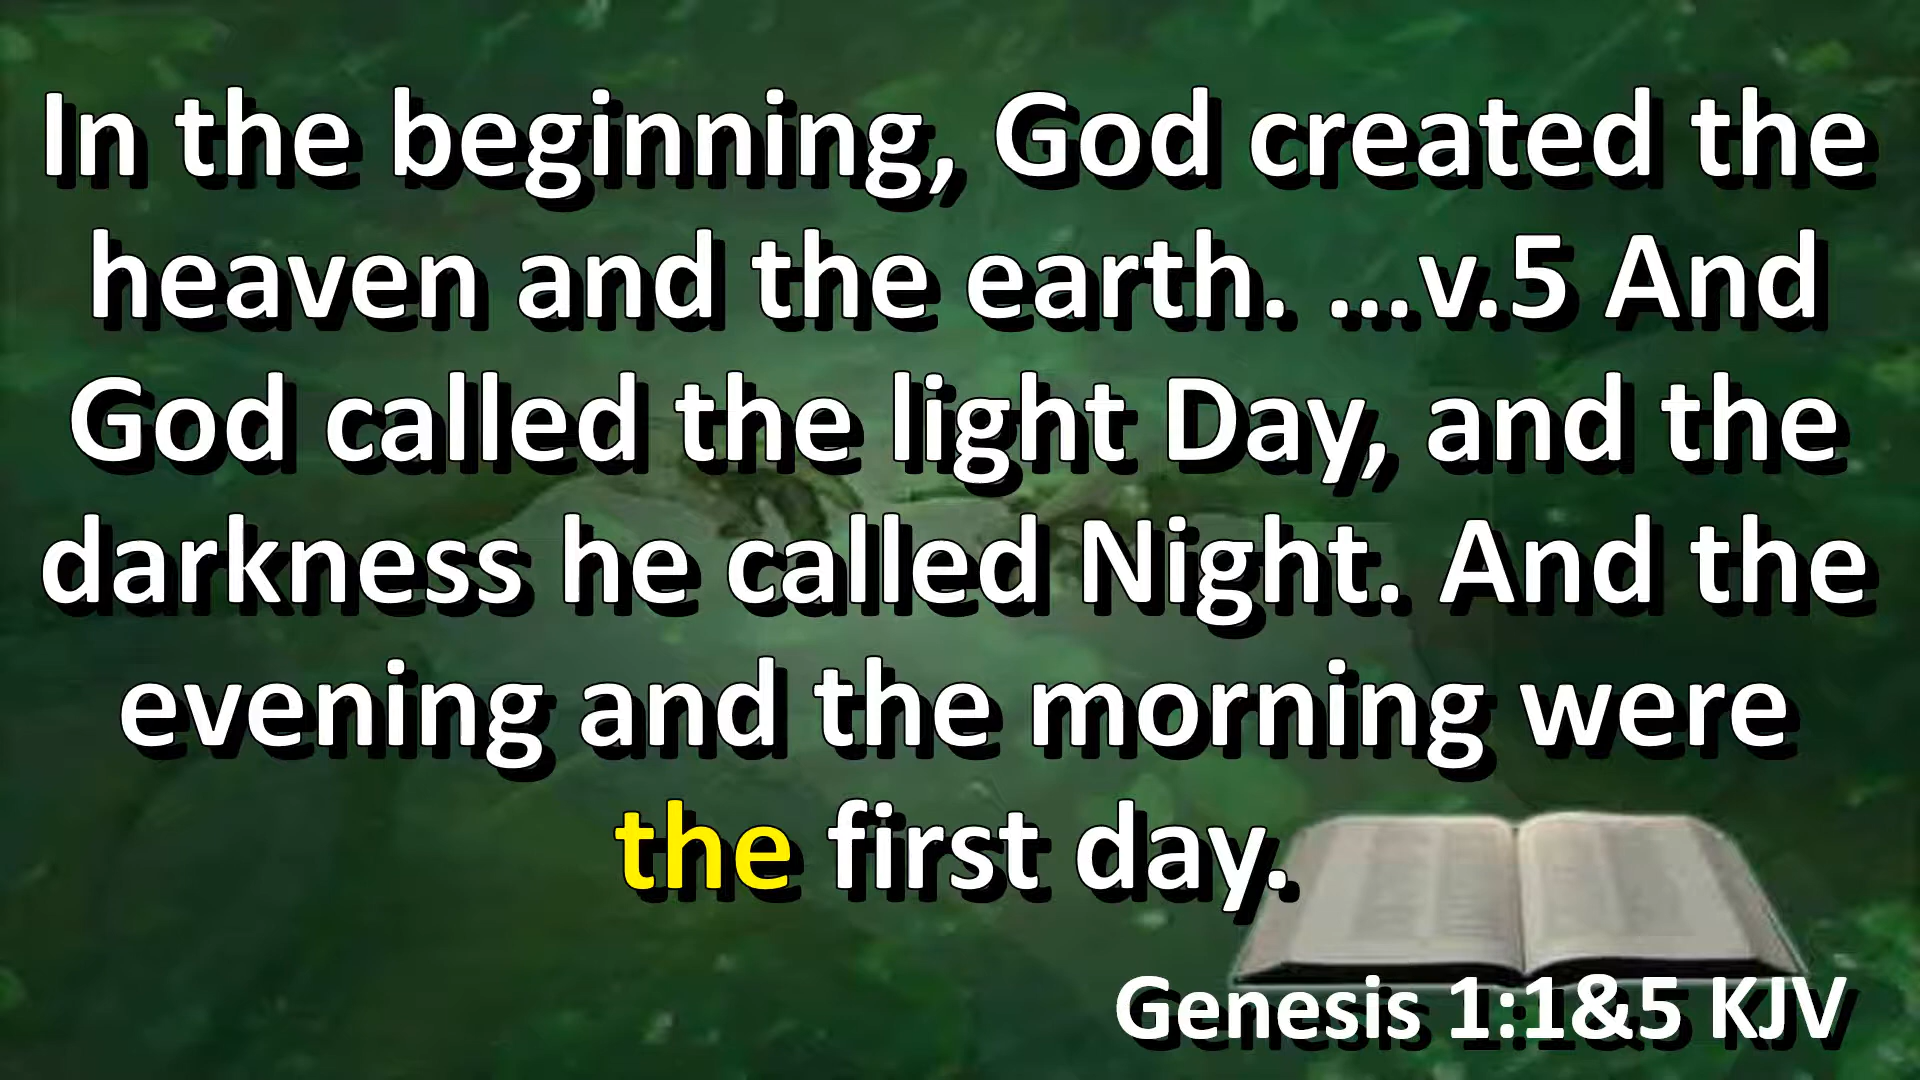 In the beginning, God created the
heaven and the earth. …v.5 And
God called the light Day, and the
darkness he called Night. And the
evening and the morning were
the first day.
Genesis 1:1&5 KJV